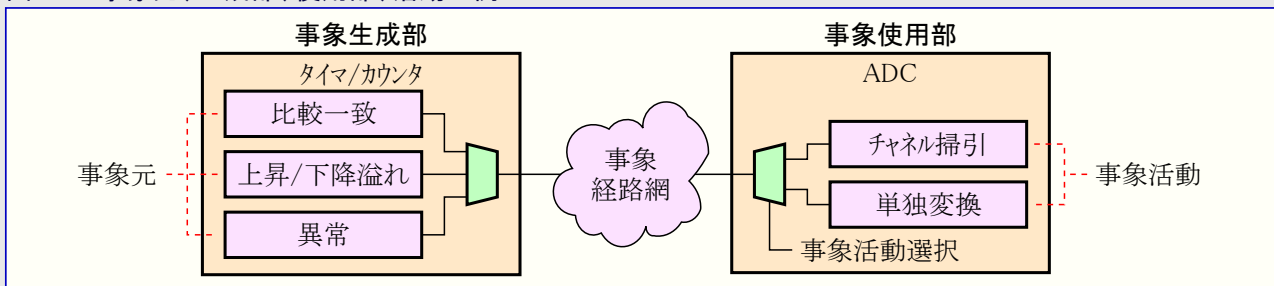 事象生成部
タイマ/カウンタ
比較一致
上昇/下降溢れ
異常
事象元
事象
経路網
事象使用部
ADC
チャネル掃引
単独変換
事象活動
事象活動選択